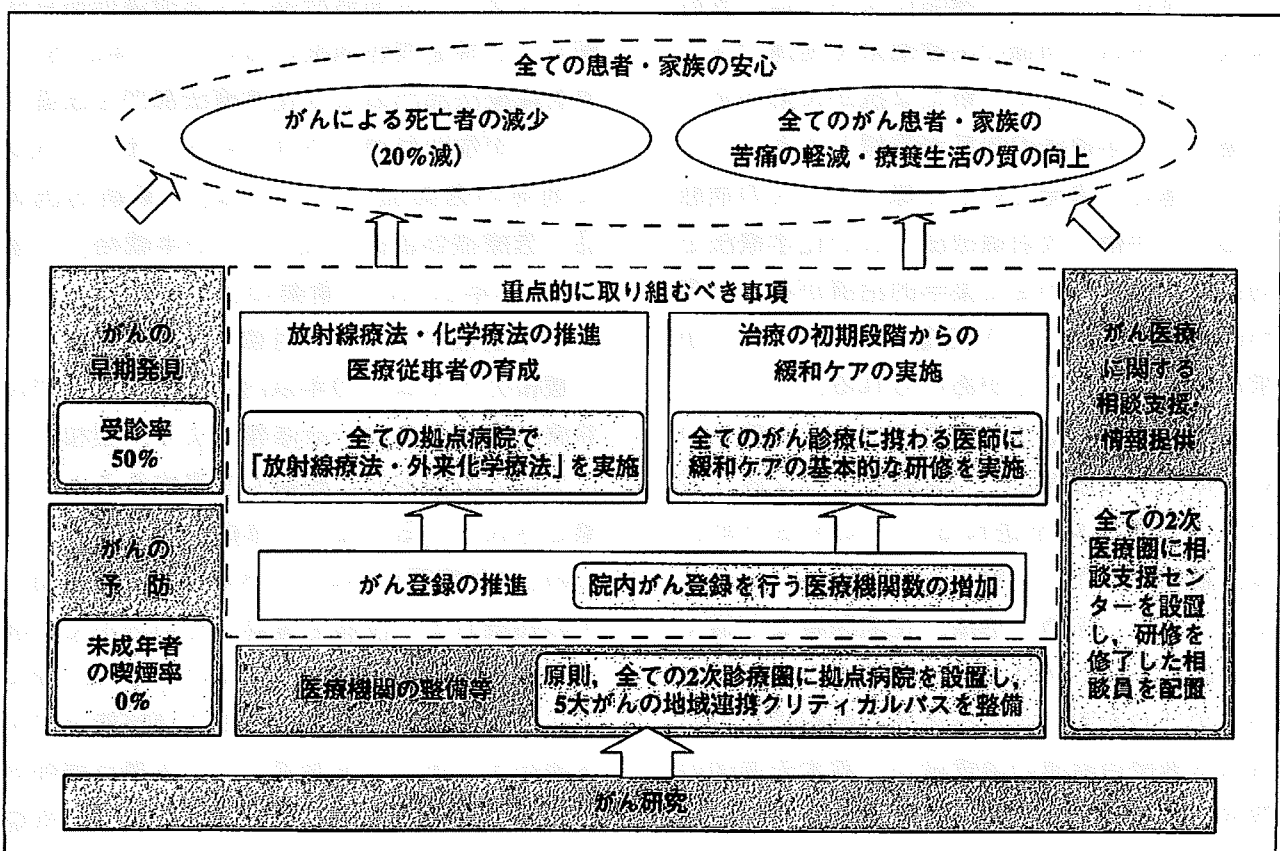 全ての患者・家族の安心
がんによる死亡者の減少
(20%減)
全てのがん患者・家族の
苦痛の軽減・療養生活の質の向上
重点的に取り組むべき事項
がんの
早期発見
受診率
50%
放射線療法・化学療法の推進
医療従事者の育成
全ての拠点病院で
「放射線療法・外来化学療法」を実施
治療の初期段階からの
緩和ケアの実施
全てのがん診療に携わる医師に
緩和ケアの基本的な研修を実施
がん医療
に関する
相談支援,
情報提供
全ての2次
医療圏に相
談支援セン
ターを設置
し，研修を
修了した相
談員を配置
がんの
予　防
未成年者
の喫煙率
0%
がん登録の推進
院内がん登録を行う医療機関数の増加
医療機関の整備等
原則，全ての2次診療圏に拠点病院を設置し，
5大がんの地域連携クリティカルパスを整備
がん研究